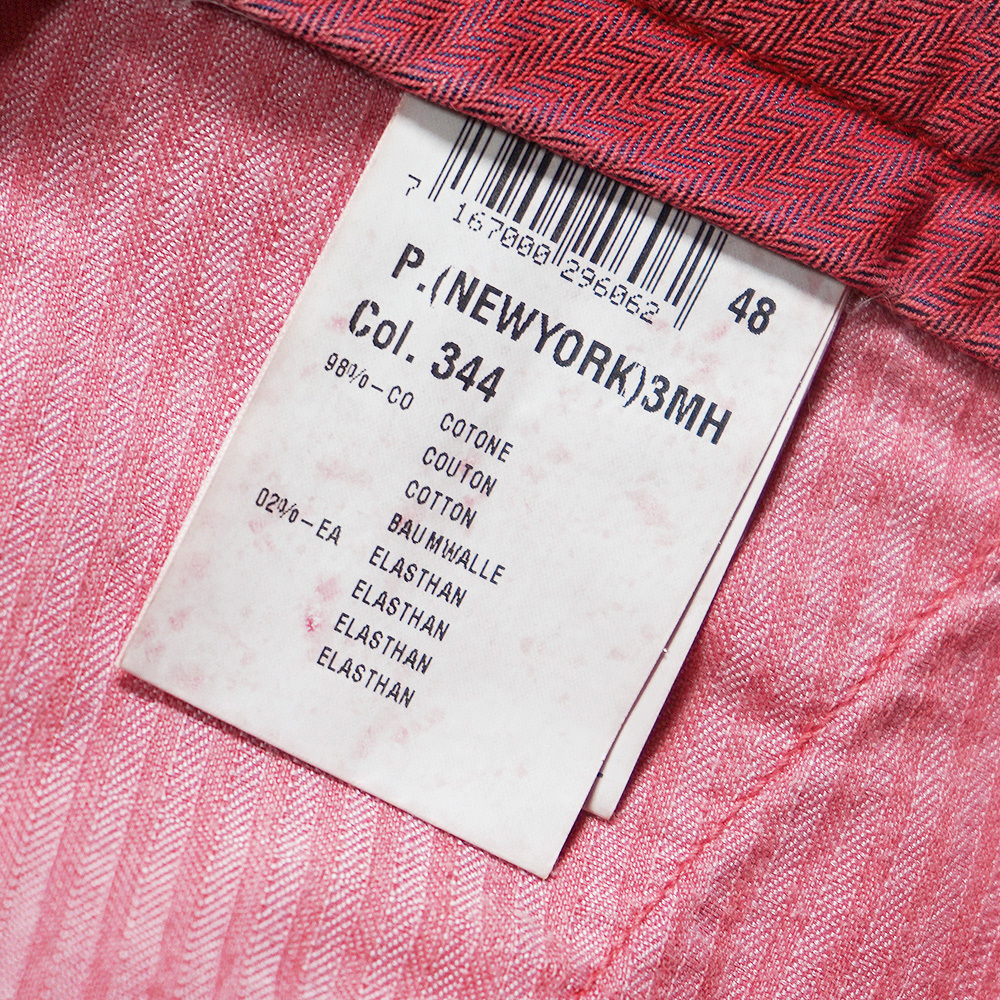 7 167000 296062
48
P.(NEWYORK)3MH
Col. 344
98%-CO COTONE
COUTON
COTTON
BAUMWALLE
02%-EA ELASTHAN
ELASTHAN
ELASTHAN
ELASTHAN